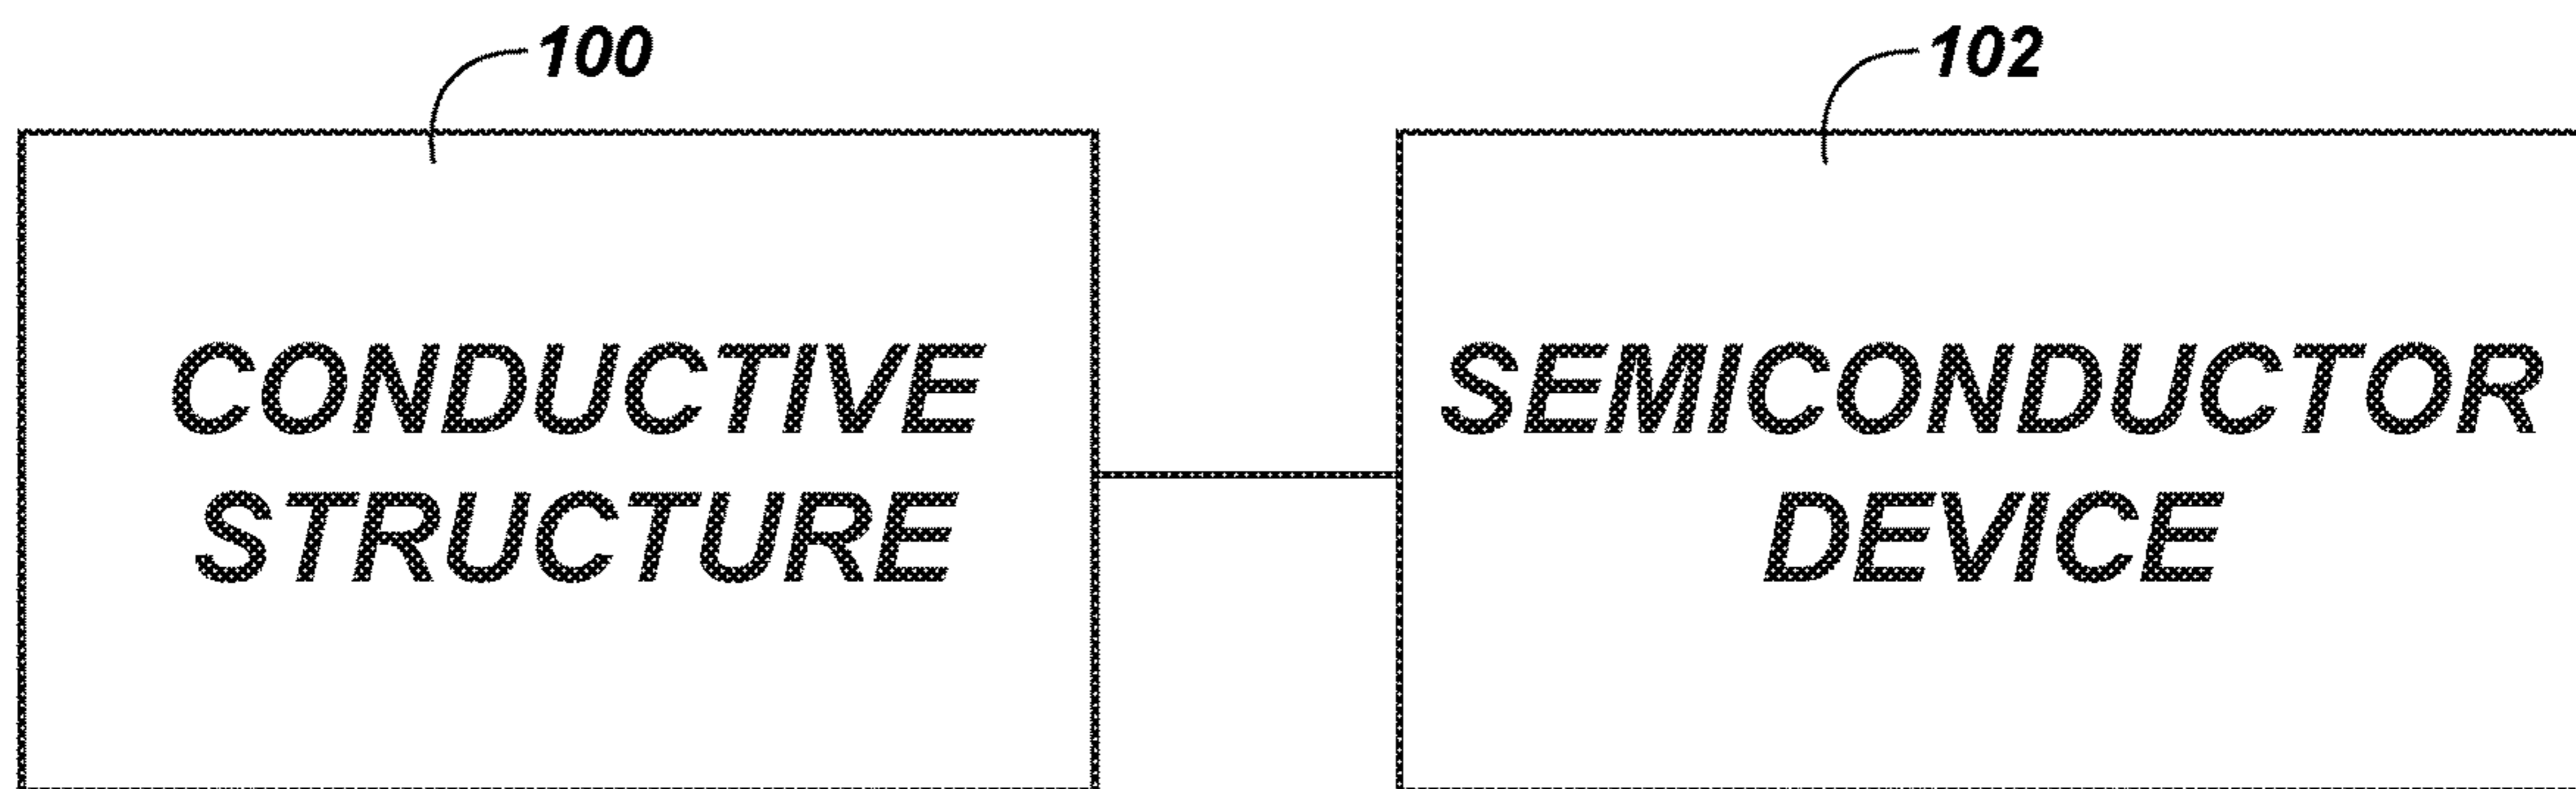 100
102
CONDUCTIVE
STRUCTURE
SEMICONDUCTOR
DEVICE